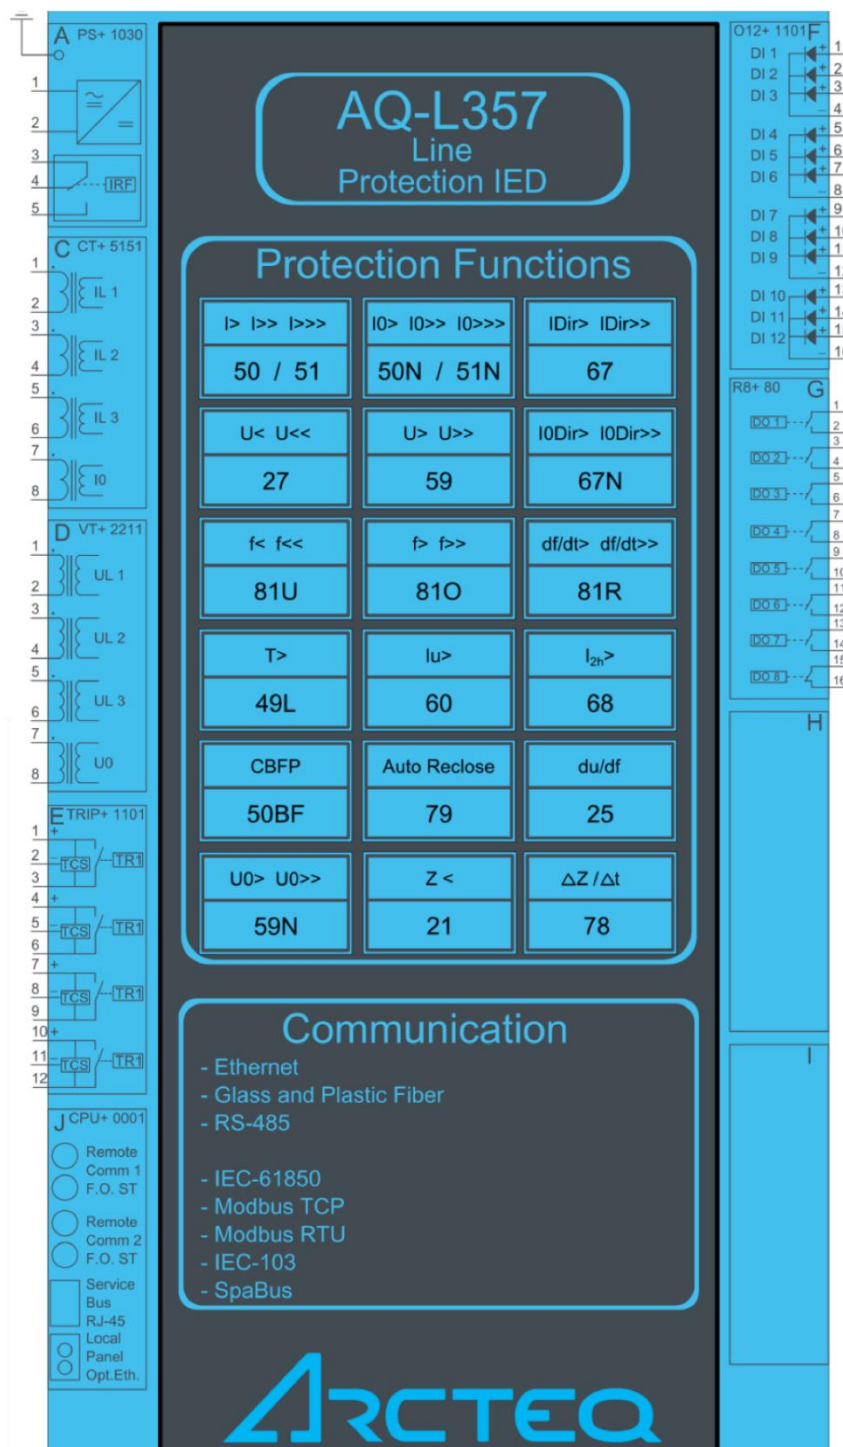 A PS+ 1030
1
2
3
4
5
IRF
C CT+ 5151
1
2
IL 1
3
4
IL 2
5
6
IL 3
7
8
I0
D VT+ 2211
1
2
UL 1
3
4
UL 2
5
6
UL 3
7
8
U0
E TRIP+ 1101
1 +
2 - TCS TR1
3
4 +
5 - TCS TR1
6
7 +
8 - TCS TR1
9
10 +
11 - TCS TR1
12
J CPU+ 0001
Remote
Comm 1
F.O. ST
Remote
Comm 2
F.O. ST
Service
Bus
RJ-45
Local
Panel
Opt.Eth.
AQ-L357
Line
Protection IED
Protection Functions
I> I>> I>>> I0> I0>> I0>>> IDir> IDir>>
50 / 51 50N / 51N 67
U< U<< U> U>> I0Dir> I0Dir>>
27 59 67N
f< f<< f> f>> df/dt> df/dt>>
81U 81O 81R
T> Iu> I2h>
49L 60 68
CBFP Auto Reclose du/df
50BF 79 25
U0> U0>> Z < ΔZ /Δt
59N 21 78
Communication
- Ethernet
- Glass and Plastic Fiber
- RS-485
- IEC-61850
- Modbus TCP
- Modbus RTU
- IEC-103
- SpaBus
ARCTEQ
O12+ 1101 F
DI 1 + 1
DI 2 + 2
DI 3 + 3
- 4
DI 4 + 5
DI 5 + 6
DI 6 + 7
- 8
DI 7 + 9
DI 8 +
DI 9 +
-
DI 10 +
DI 11 +
DI 12 +
-
R8+ 80 G
DO 1 1
2
DO 2 3
4
DO 3 5
6
DO 4 7
8
DO 5 9
10
DO 6 11
12
DO 7 13
14
DO 8 15
16
H
I